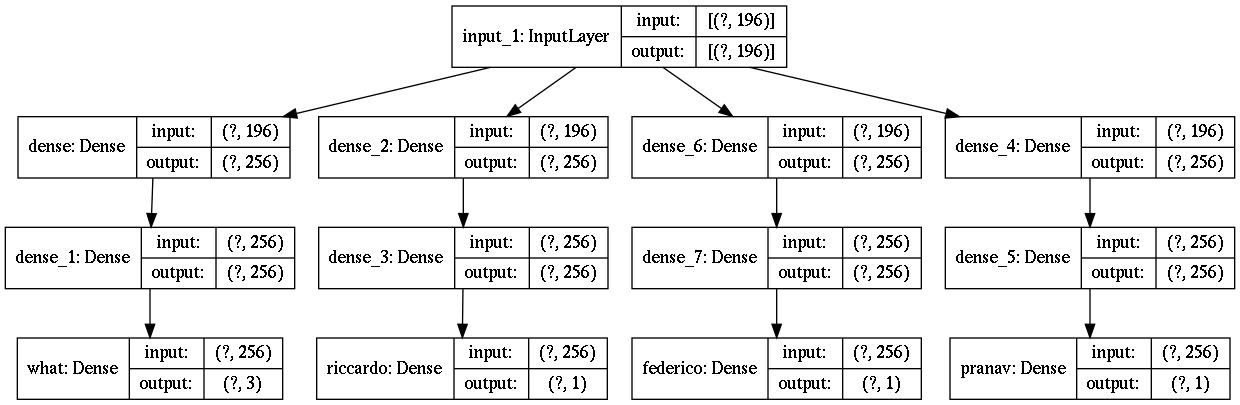 input_1: InputLayer
input: [(?, 196)]
output: [(?, 196)]
dense: Dense
input: (?, 196)
output: (?, 256)
dense_2: Dense
input: (?, 196)
output: (?, 256)
dense_6: Dense
input: (?, 196)
output: (?, 256)
dense_4: Dense
input: (?, 196)
output: (?, 256)
dense_1: Dense
input: (?, 256)
output: (?, 256)
dense_3: Dense
input: (?, 256)
output: (?, 256)
dense_7: Dense
input: (?, 256)
output: (?, 256)
dense_5: Dense
input: (?, 256)
output: (?, 256)
what: Dense
input: (?, 256)
output: (?, 3)
riccardo: Dense
input: (?, 256)
output: (?, 1)
federico: Dense
input: (?, 256)
output: (?, 1)
pranav: Dense
input: (?, 256)
output: (?, 1)